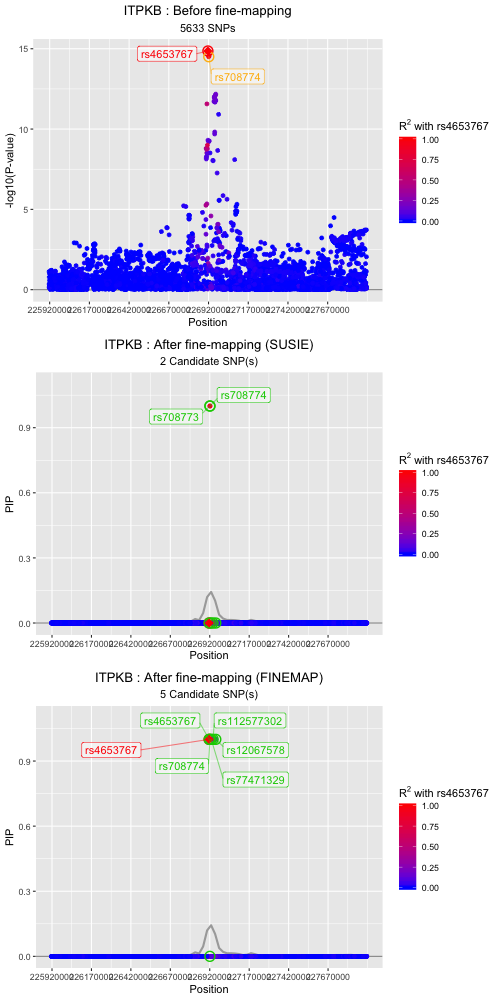 ITPKB : Before fine-mapping
5633 SNPs
15
10
5
0
-log10(P-value)
rs4653767
rs708774
225920000 226170000 226420000 226670000 226920000 227170000 227420000 227670000
Position
R² with rs4653767
1.00
0.75
0.50
0.25
0.00
ITPKB : After fine-mapping (SUSIE)
2 Candidate SNP(s)
0.9
0.6
0.3
0.0
PIP
rs708774
rs708773
225920000 226170000 226420000 226670000 226920000 227170000 227420000 227670000
Position
R² with rs4653767
1.00
0.75
0.50
0.25
0.00
ITPKB : After fine-mapping (FINEMAP)
5 Candidate SNP(s)
0.9
0.6
0.3
0.0
PIP
rs4653767
rs112577302
rs4653767
rs12067578
rs708774
rs77471329
225920000 226170000 226420000 226670000 226920000 227170000 227420000 227670000
Position
R² with rs4653767
1.00
0.75
0.50
0.25
0.00